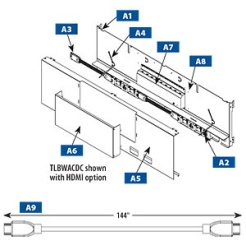 A1
A3
A4
A7
A8
A2
TLBWACDC shown
with HDMI option
A5
A6
A9
144"